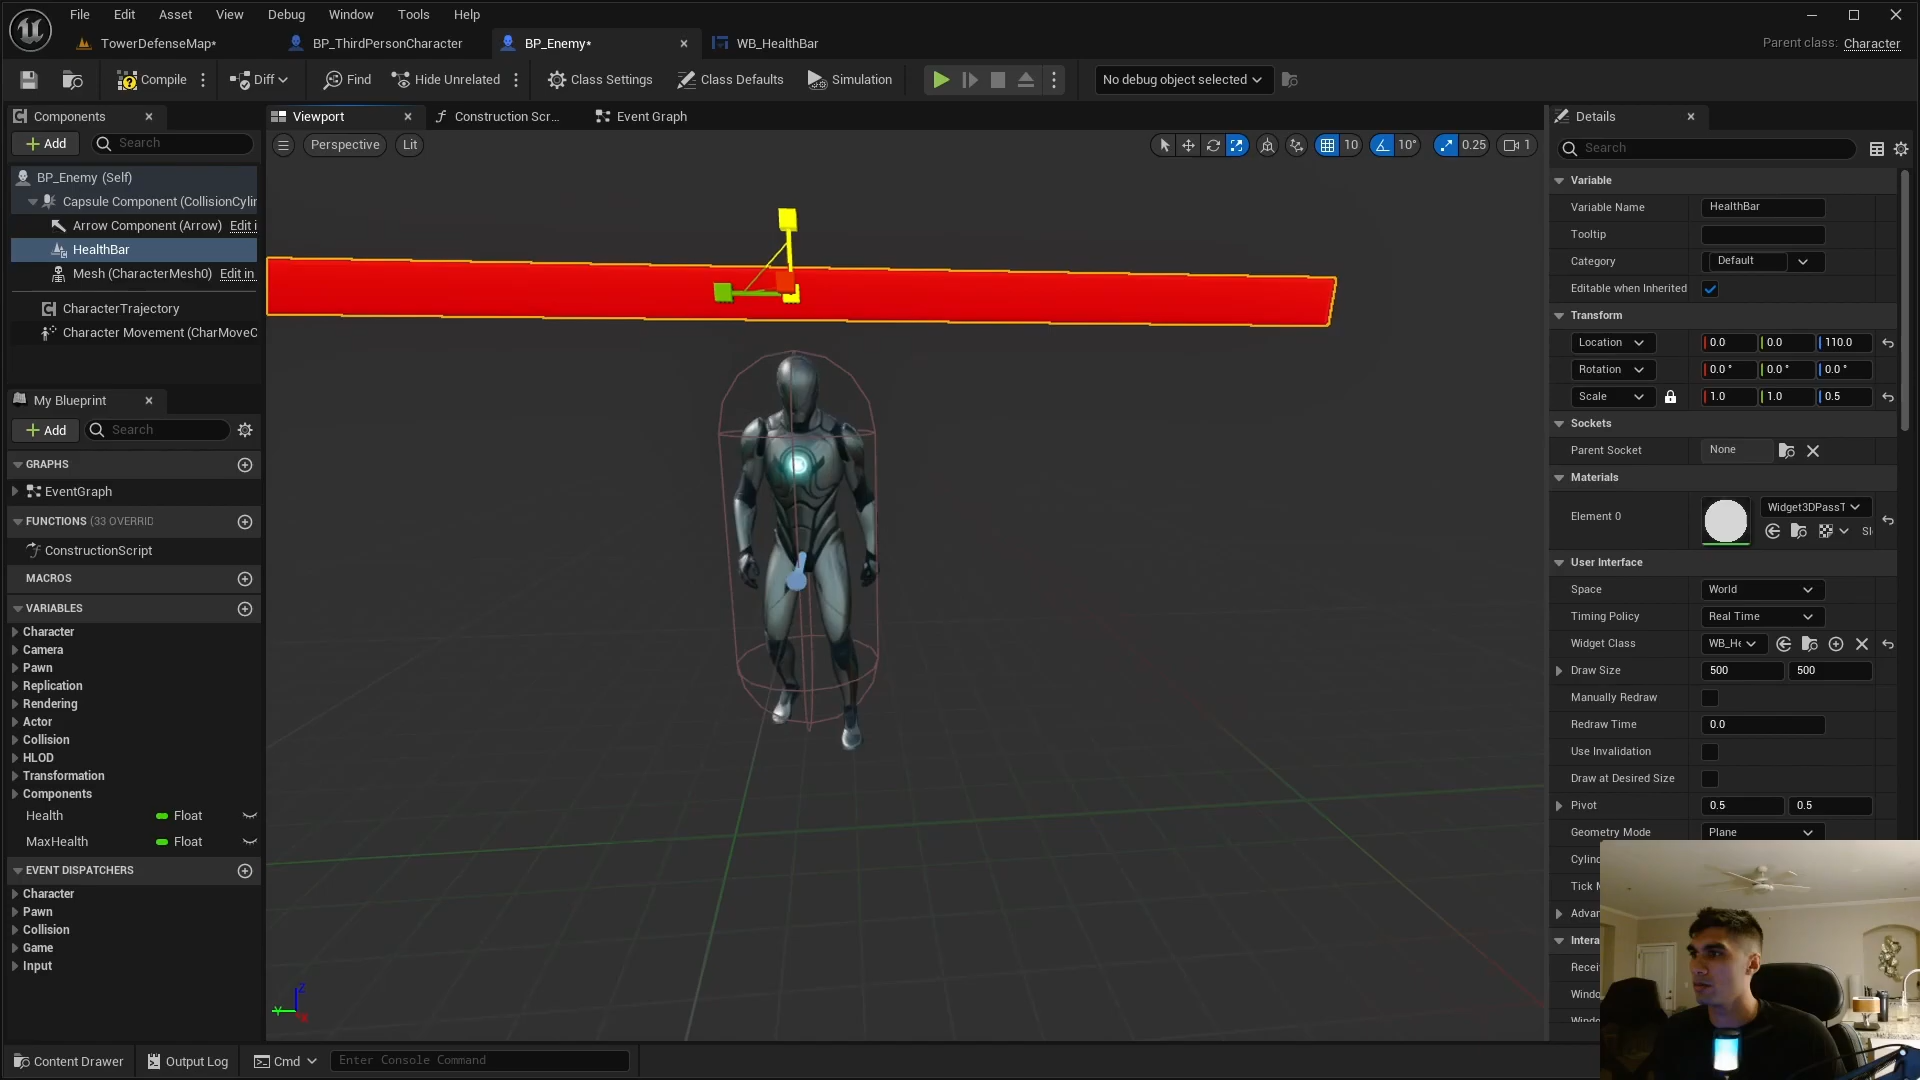 File Edit Asset View Debug Window Tools Help
TowerDefenseMap* BP_ThirdPersonCharacter BP_Enemy* WB_HealthBar
Parent class: Character
Compile Diff Find Hide Unrelated Class Settings Class Defaults Simulation No debug object selected
Components
Add Search
BP_Enemy (Self)
Capsule Component (CollisionCylin
Arrow Component (Arrow) Edit i
HealthBar
Mesh (CharacterMesh0) Edit in
CharacterTrajectory
Character Movement (CharMoveC
My Blueprint
Add Search
GRAPHS
EventGraph
FUNCTIONS (33 OVERRID
ConstructionScript
MACROS
VARIABLES
Character
Camera
Pawn
Replication
Rendering
Actor
Collision
HLOD
Transformation
Components
Health Float
MaxHealth Float
EVENT DISPATCHERS
Character
Pawn
Collision
Game
Input
Viewport Construction Scr... Event Graph
Perspective Lit
10 10° 0.25 1
Z
Y
X
Details
Search
Variable
Variable Name HealthBar
Tooltip
Category Default
Editable when Inherited
Transform
Location 0.0 0.0 110.0
Rotation 0.0 ° 0.0 ° 0.0 °
Scale 1.0 1.0 0.5
Sockets
Parent Socket None
Materials
Element 0 Widget3DPassT
Sl
User Interface
Space World
Timing Policy Real Time
Widget Class WB_He
Draw Size 500 500
Manually Redraw
Redraw Time 0.0
Use Invalidation
Draw at Desired Size
Pivot 0.5 0.5
Geometry Mode Plane
Cylind
Tick M
Advan
Intera
Recei
Windo
Content Drawer Output Log Cmd Enter Console Command